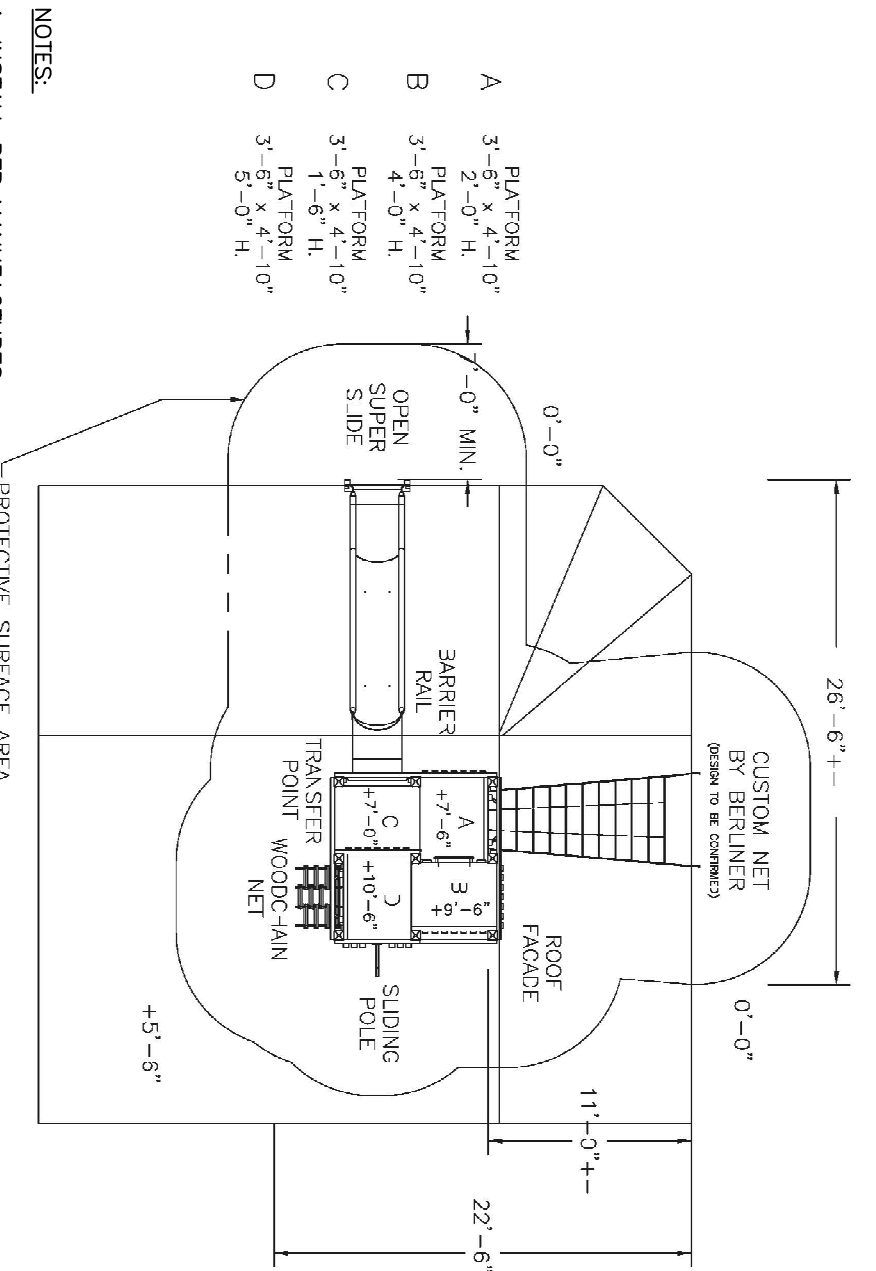 26'-6"+-
CUSTOM NET
BY BERLINER
(DESIGN TO BE CONFIRMED)
0'-0"
0'-0"
11'-0"+-
22'-6"
ROOF
FACADE
A PLATFORM
3'-6" x 4'-10"
2'-0" H.
B PLATFORM
3'-6" x 4'-10"
4'-0" H.
C PLATFORM
3'-6" x 4'-10"
1'-6" H.
D PLATFORM
3'-6" x 4'-10"
5'-0" H.
'-0" MIN.
OPEN
SUPER
SLIDE
BARRIER
RAIL
A
+7'-6"
B
+9'-6"
C
+7'-0"
D
+10'-6"
TRANSFER
POINT
WOODCHAIN
NET
SLIDING
POLE
+5'-6"
NOTES:
PROTECTIVE SURFACE AREA